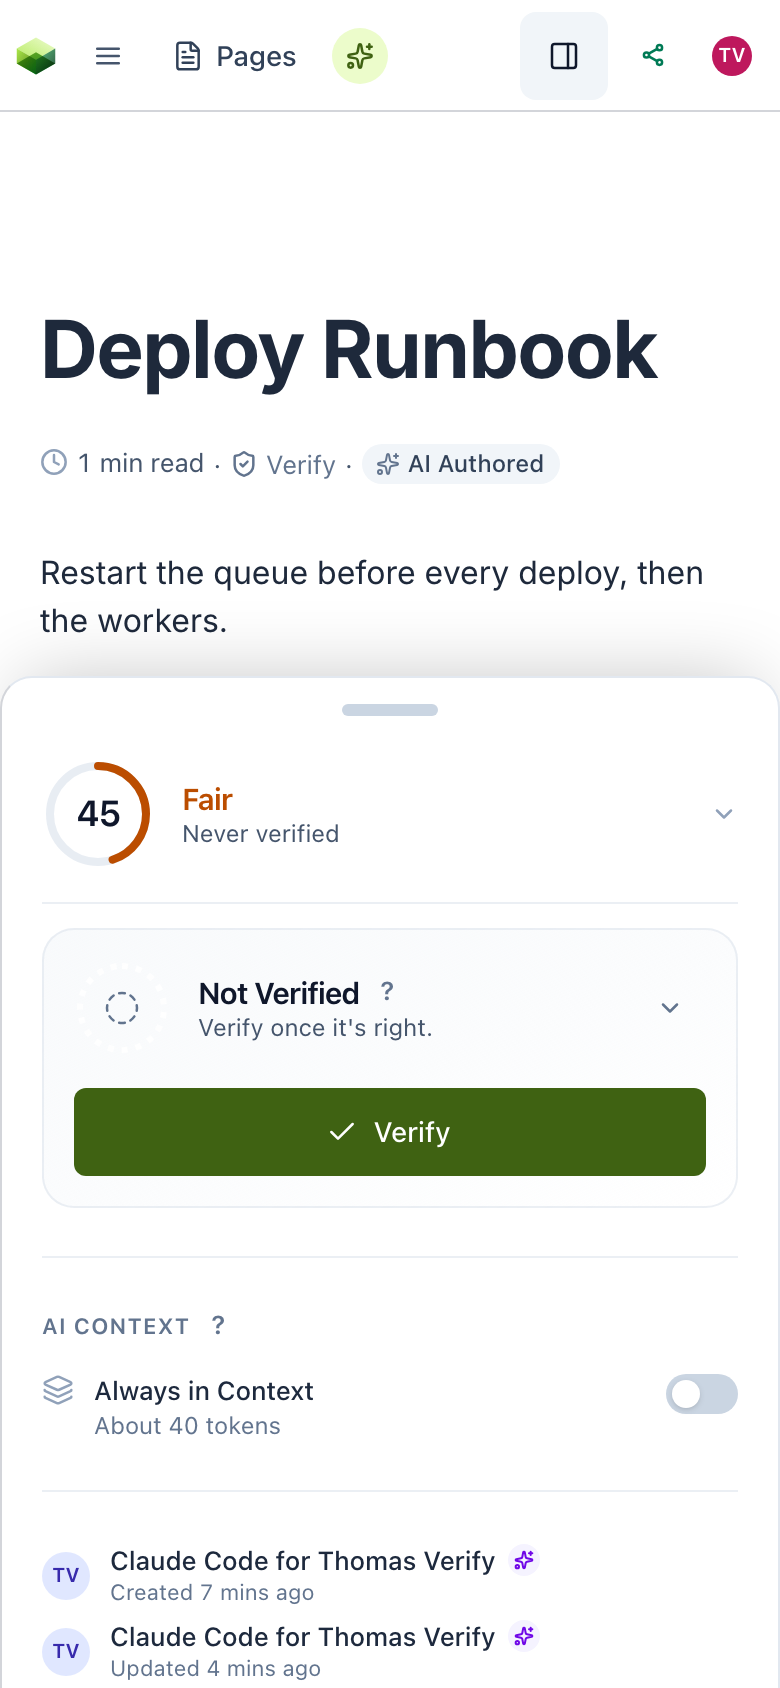 Pages
TV
Deploy Runbook
1 min read · Verify · AI Authored
Restart the queue before every deploy, then
the workers.
45
Fair
Never verified
Not Verified ?
Verify once it's right.
Verify
AI CONTEXT ?
Always in Context
About 40 tokens
TV
Claude Code for Thomas Verify
Created 7 mins ago
TV
Claude Code for Thomas Verify
Updated 4 mins ago